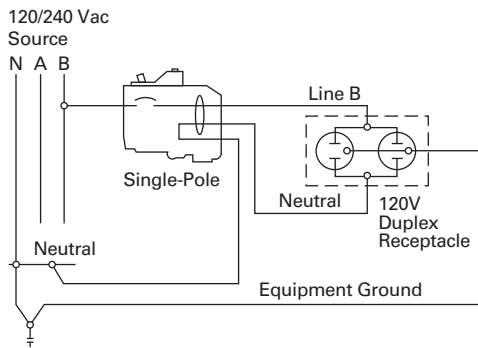 120/240 Vac
Source
N A B
Line B
Single-Pole
Neutral
120V
Duplex
Receptacle
Neutral
Equipment Ground